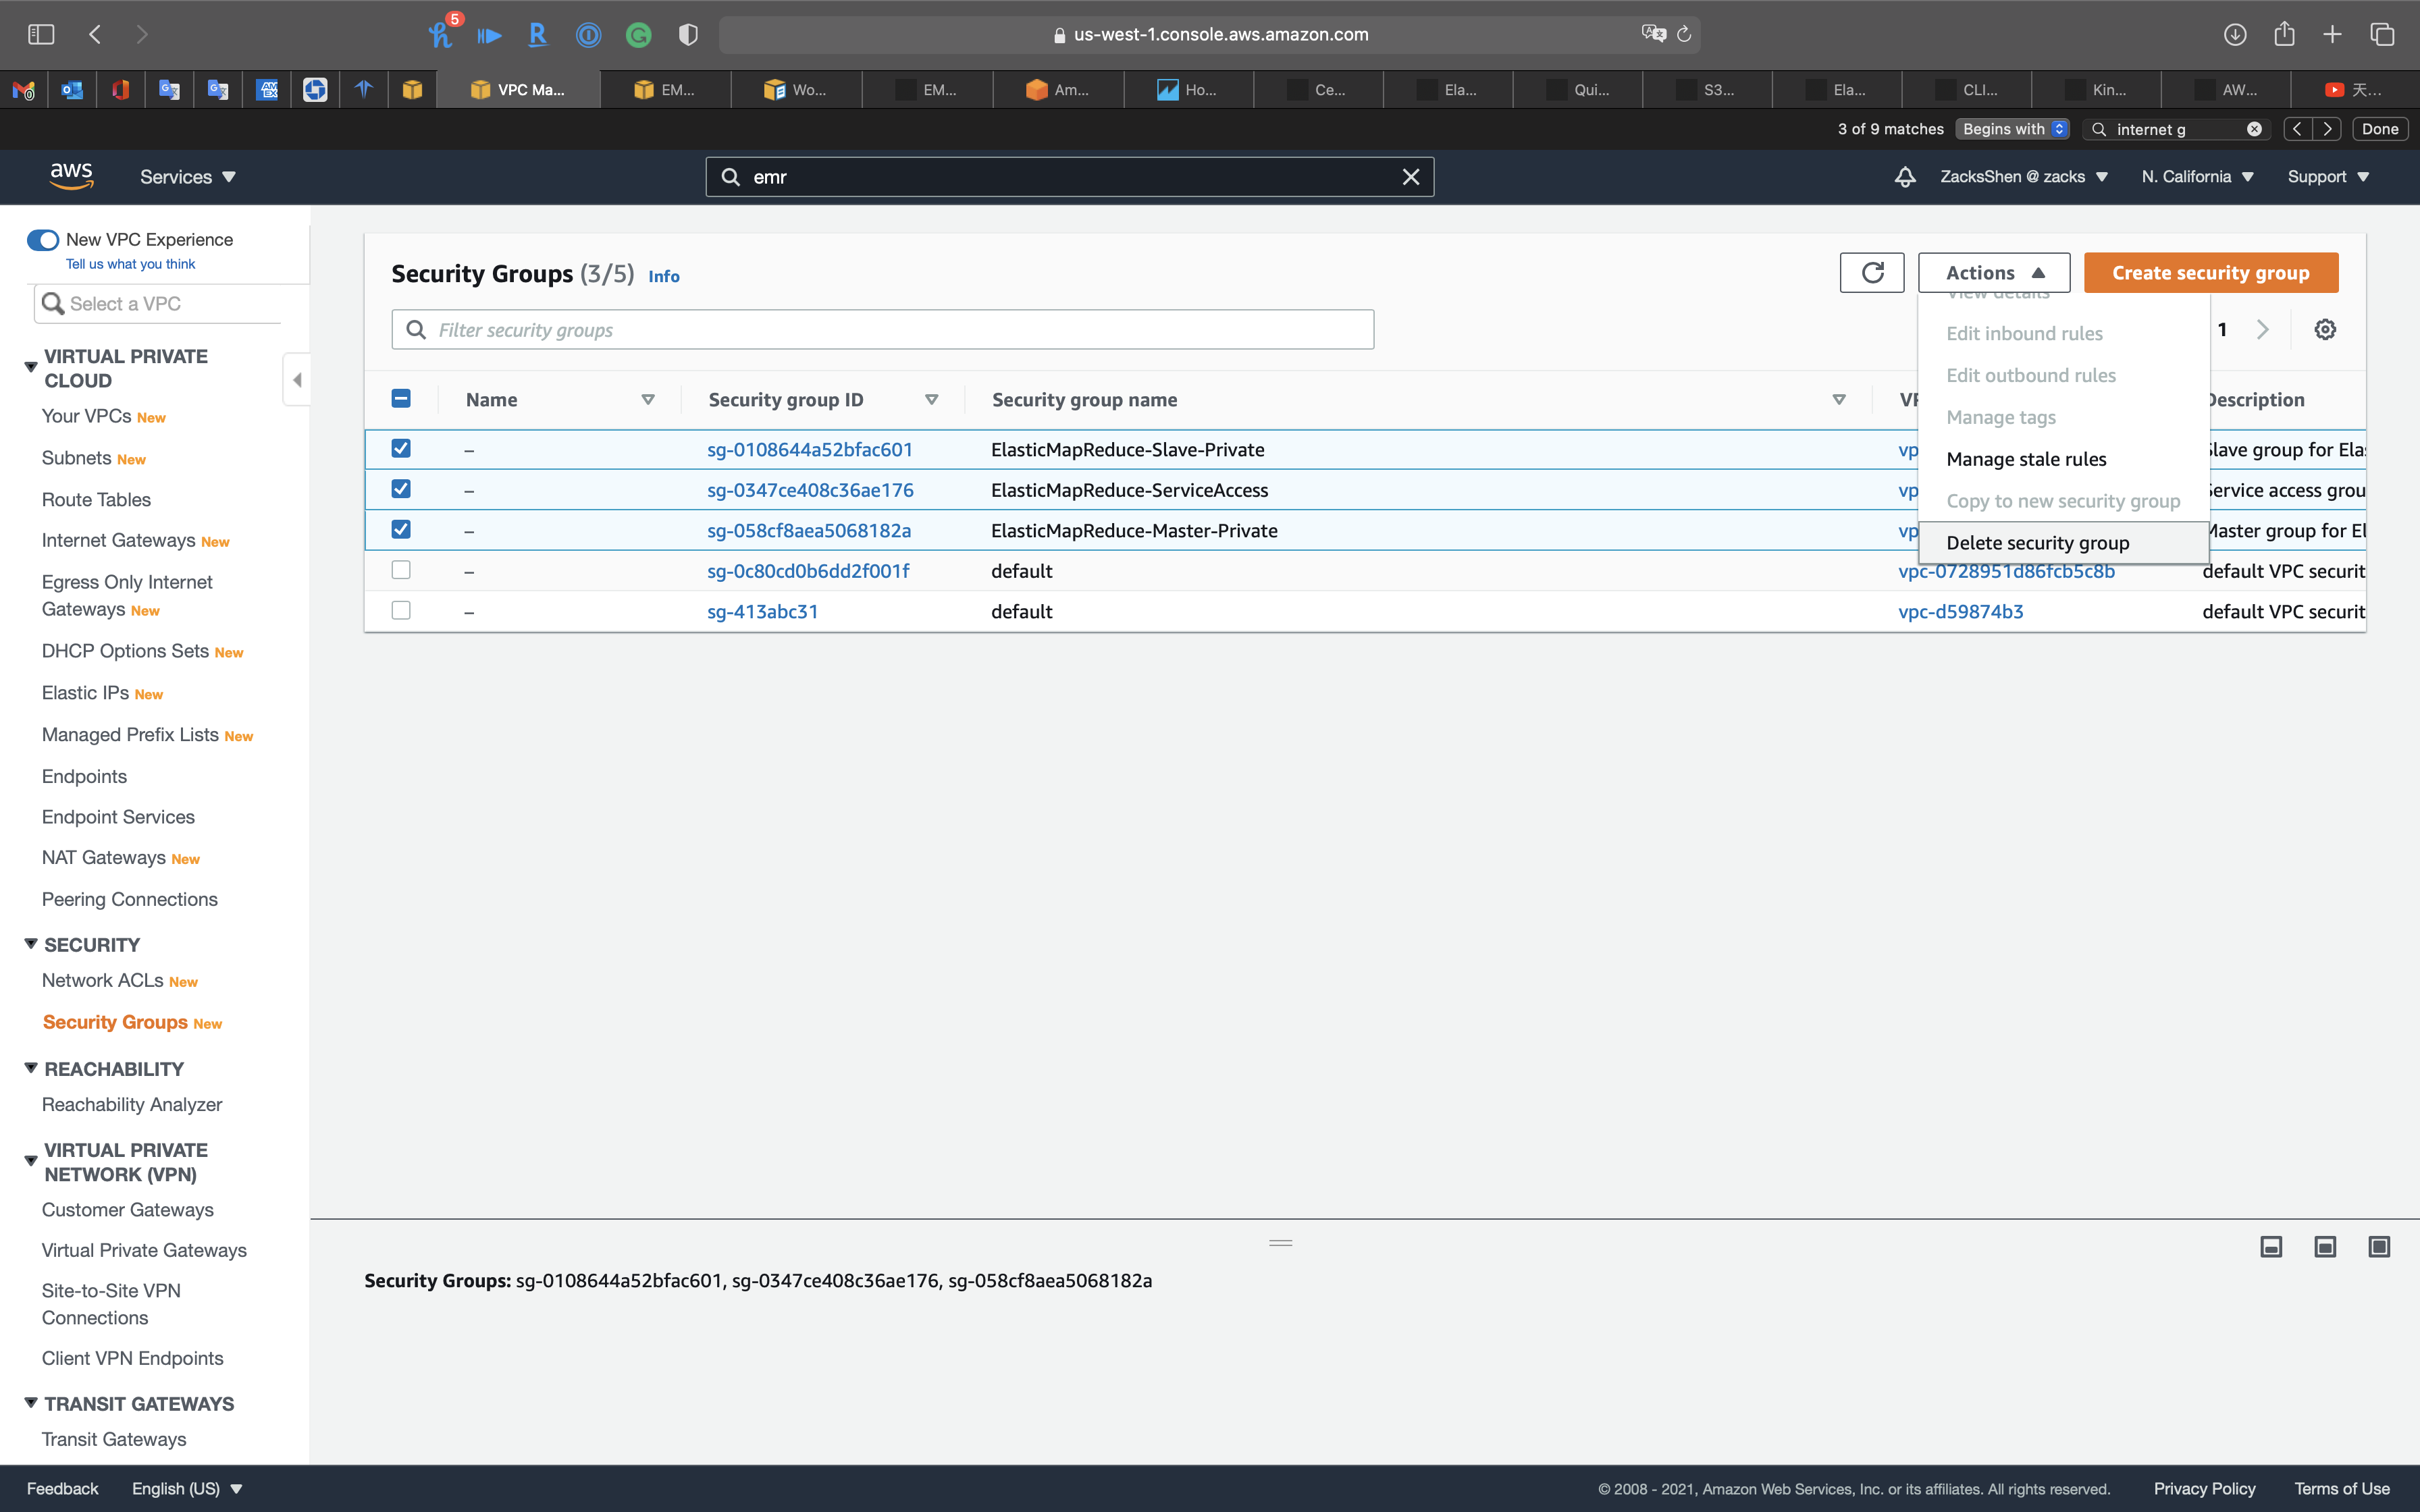 5
us-west-1.console.aws.amazon.com
VPC Ma...
EM...
Wo...
EM...
Am...
Ho...
Ce...
Ela...
Qui...
S3...
Ela...
CLI...
Kin...
AW...
天...
3 of 9 matches
Begins with
internet g
Done
aws
Services
emr
ZacksShen @ zacks
N. California
Support
New VPC Experience
Tell us what you think
Select a VPC
VIRTUAL PRIVATE
CLOUD
Your VPCs New
Subnets New
Route Tables
Internet Gateways New
Egress Only Internet
Gateways New
DHCP Options Sets New
Elastic IPs New
Managed Prefix Lists New
Endpoints
Endpoint Services
NAT Gateways New
Peering Connections
SECURITY
Network ACLs New
Security Groups New
REACHABILITY
Reachability Analyzer
VIRTUAL PRIVATE
NETWORK (VPN)
Customer Gateways
Virtual Private Gateways
Site-to-Site VPN
Connections
Client VPN Endpoints
TRANSIT GATEWAYS
Transit Gateways
Security Groups (3/5) Info
Actions
Create security group
Filter security groups
1
View details
Edit inbound rules
Edit outbound rules
Manage tags
Manage stale rules
Copy to new security group
Delete security group
Name
Security group ID
Security group name
Description
– sg-0108644a52bfac601 ElasticMapReduce-Slave-Private vp Slave group for Elas
– sg-0347ce408c36ae176 ElasticMapReduce-ServiceAccess vp Service access grou
– sg-058cf8aea5068182a ElasticMapReduce-Master-Private vp Master group for El
– sg-0c80cd0b6dd2f001f default vpc-0728951d86fcb5c8b default VPC securit
– sg-413abc31 default vpc-d59874b3 default VPC securit
Security Groups: sg-0108644a52bfac601, sg-0347ce408c36ae176, sg-058cf8aea5068182a
Feedback
English (US)
© 2008 - 2021, Amazon Web Services, Inc. or its affiliates. All rights reserved.
Privacy Policy
Terms of Use